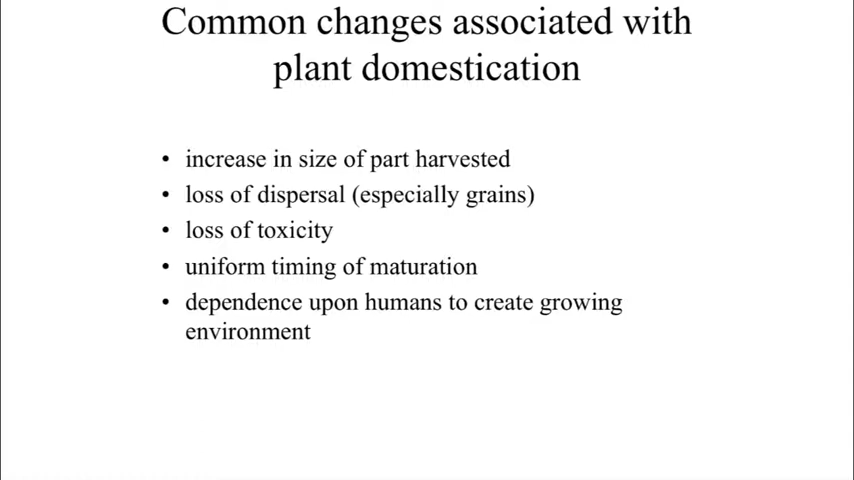 Common changes associated with
plant domestication
• increase in size of part harvested
• loss of dispersal (especially grains)
• loss of toxicity
• uniform timing of maturation
• dependence upon humans to create growing
environment